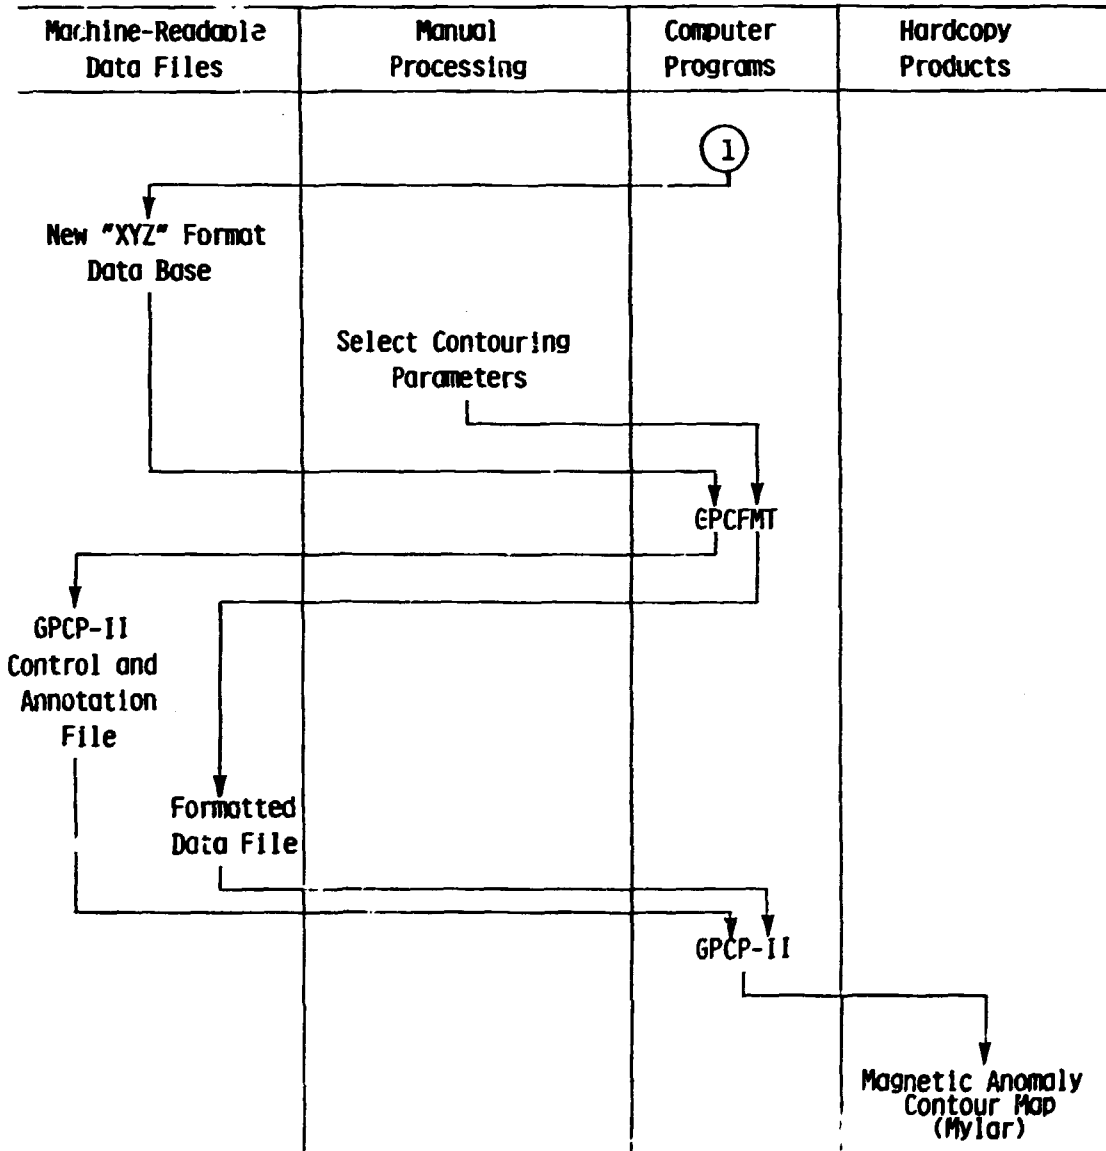 Machine-Readable
Data Files
Manual
Processing
Computer
Programs
Hardcopy
Products
1
New "XYZ" Format
Data Base
Select Contouring
Parameters
GPCFMT
GPCP-II
Control and
Annotation
File
Formatted
Data File
GPCP-II
Magnetic Anomaly
Contour Map
(Mylar)